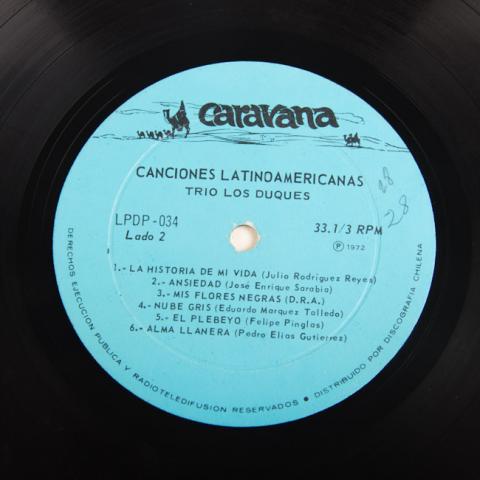 caravana
CANCIONES LATINOAMERICANAS
TRIO LOS DUQUES
28
28
LPDP-034
33.1/3 RPM
Lado 2
Ⓟ 1972
1.- LA HISTORIA DE MI VIDA (Julio Rodriguez Reyes)
2.- ANSIEDAD (José Enrique Sarabia)
3.- MIS FLORES NEGRAS (D.R.A.)
4.- NUBE GRIS (Eduardo Marquez Talledo)
5.- EL PLEBEYO (Felipe Pinglos)
6.- ALMA LLANERA (Pedro Elias Gutierrez)
DERECHOS EJECUCION PUBLICA Y RADIOTELEDIFUSION RESERVADOS • DISTRIBUIDO POR DISCOGRAFIA CHILENA